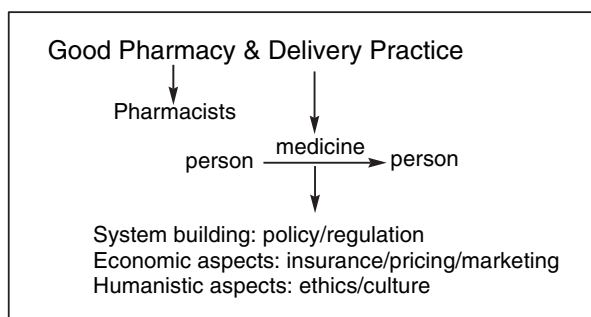 Good Pharmacy & Delivery Practice
Pharmacists
medicine
person person
System building: policy/regulation
Economic aspects: insurance/pricing/marketing
Humanistic aspects: ethics/culture